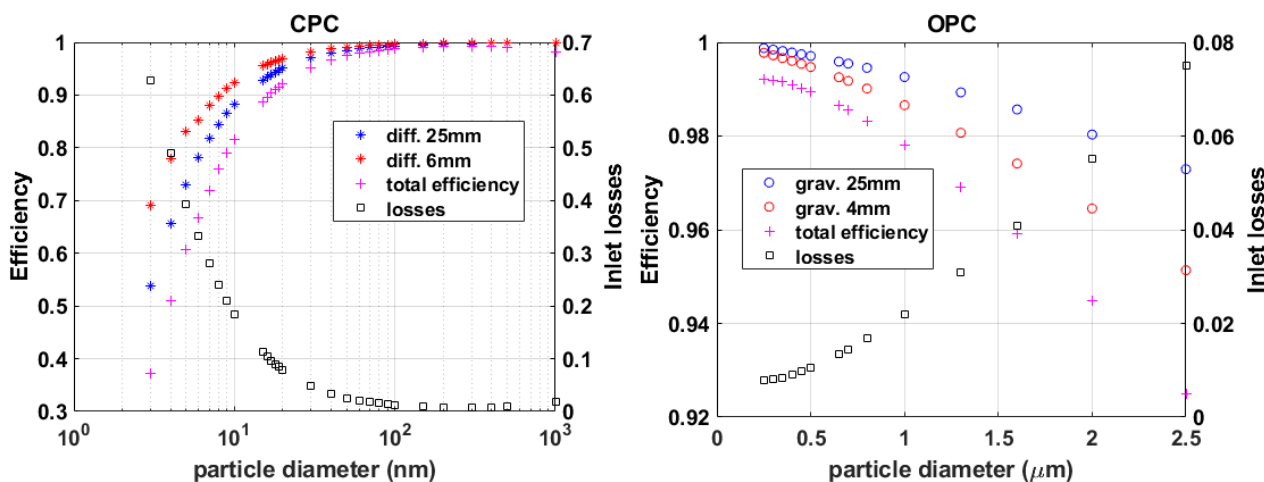 CPC
1
0.9
0.8
0.7
0.6
0.5
0.4
0.3
Efficiency
0.7
0.6
0.5
0.4
0.3
0.2
0.1
0
Inlet losses
diff. 25mm
diff. 6mm
total efficiency
losses
10^0
10^1
10^2
10^3
particle diameter (nm)
OPC
1
0.98
0.96
0.94
0.92
Efficiency
0.08
0.06
0.04
0.02
0
Inlet losses
grav. 25mm
grav. 4mm
total efficiency
losses
0
0.5
1
1.5
2
2.5
particle diameter (μm)